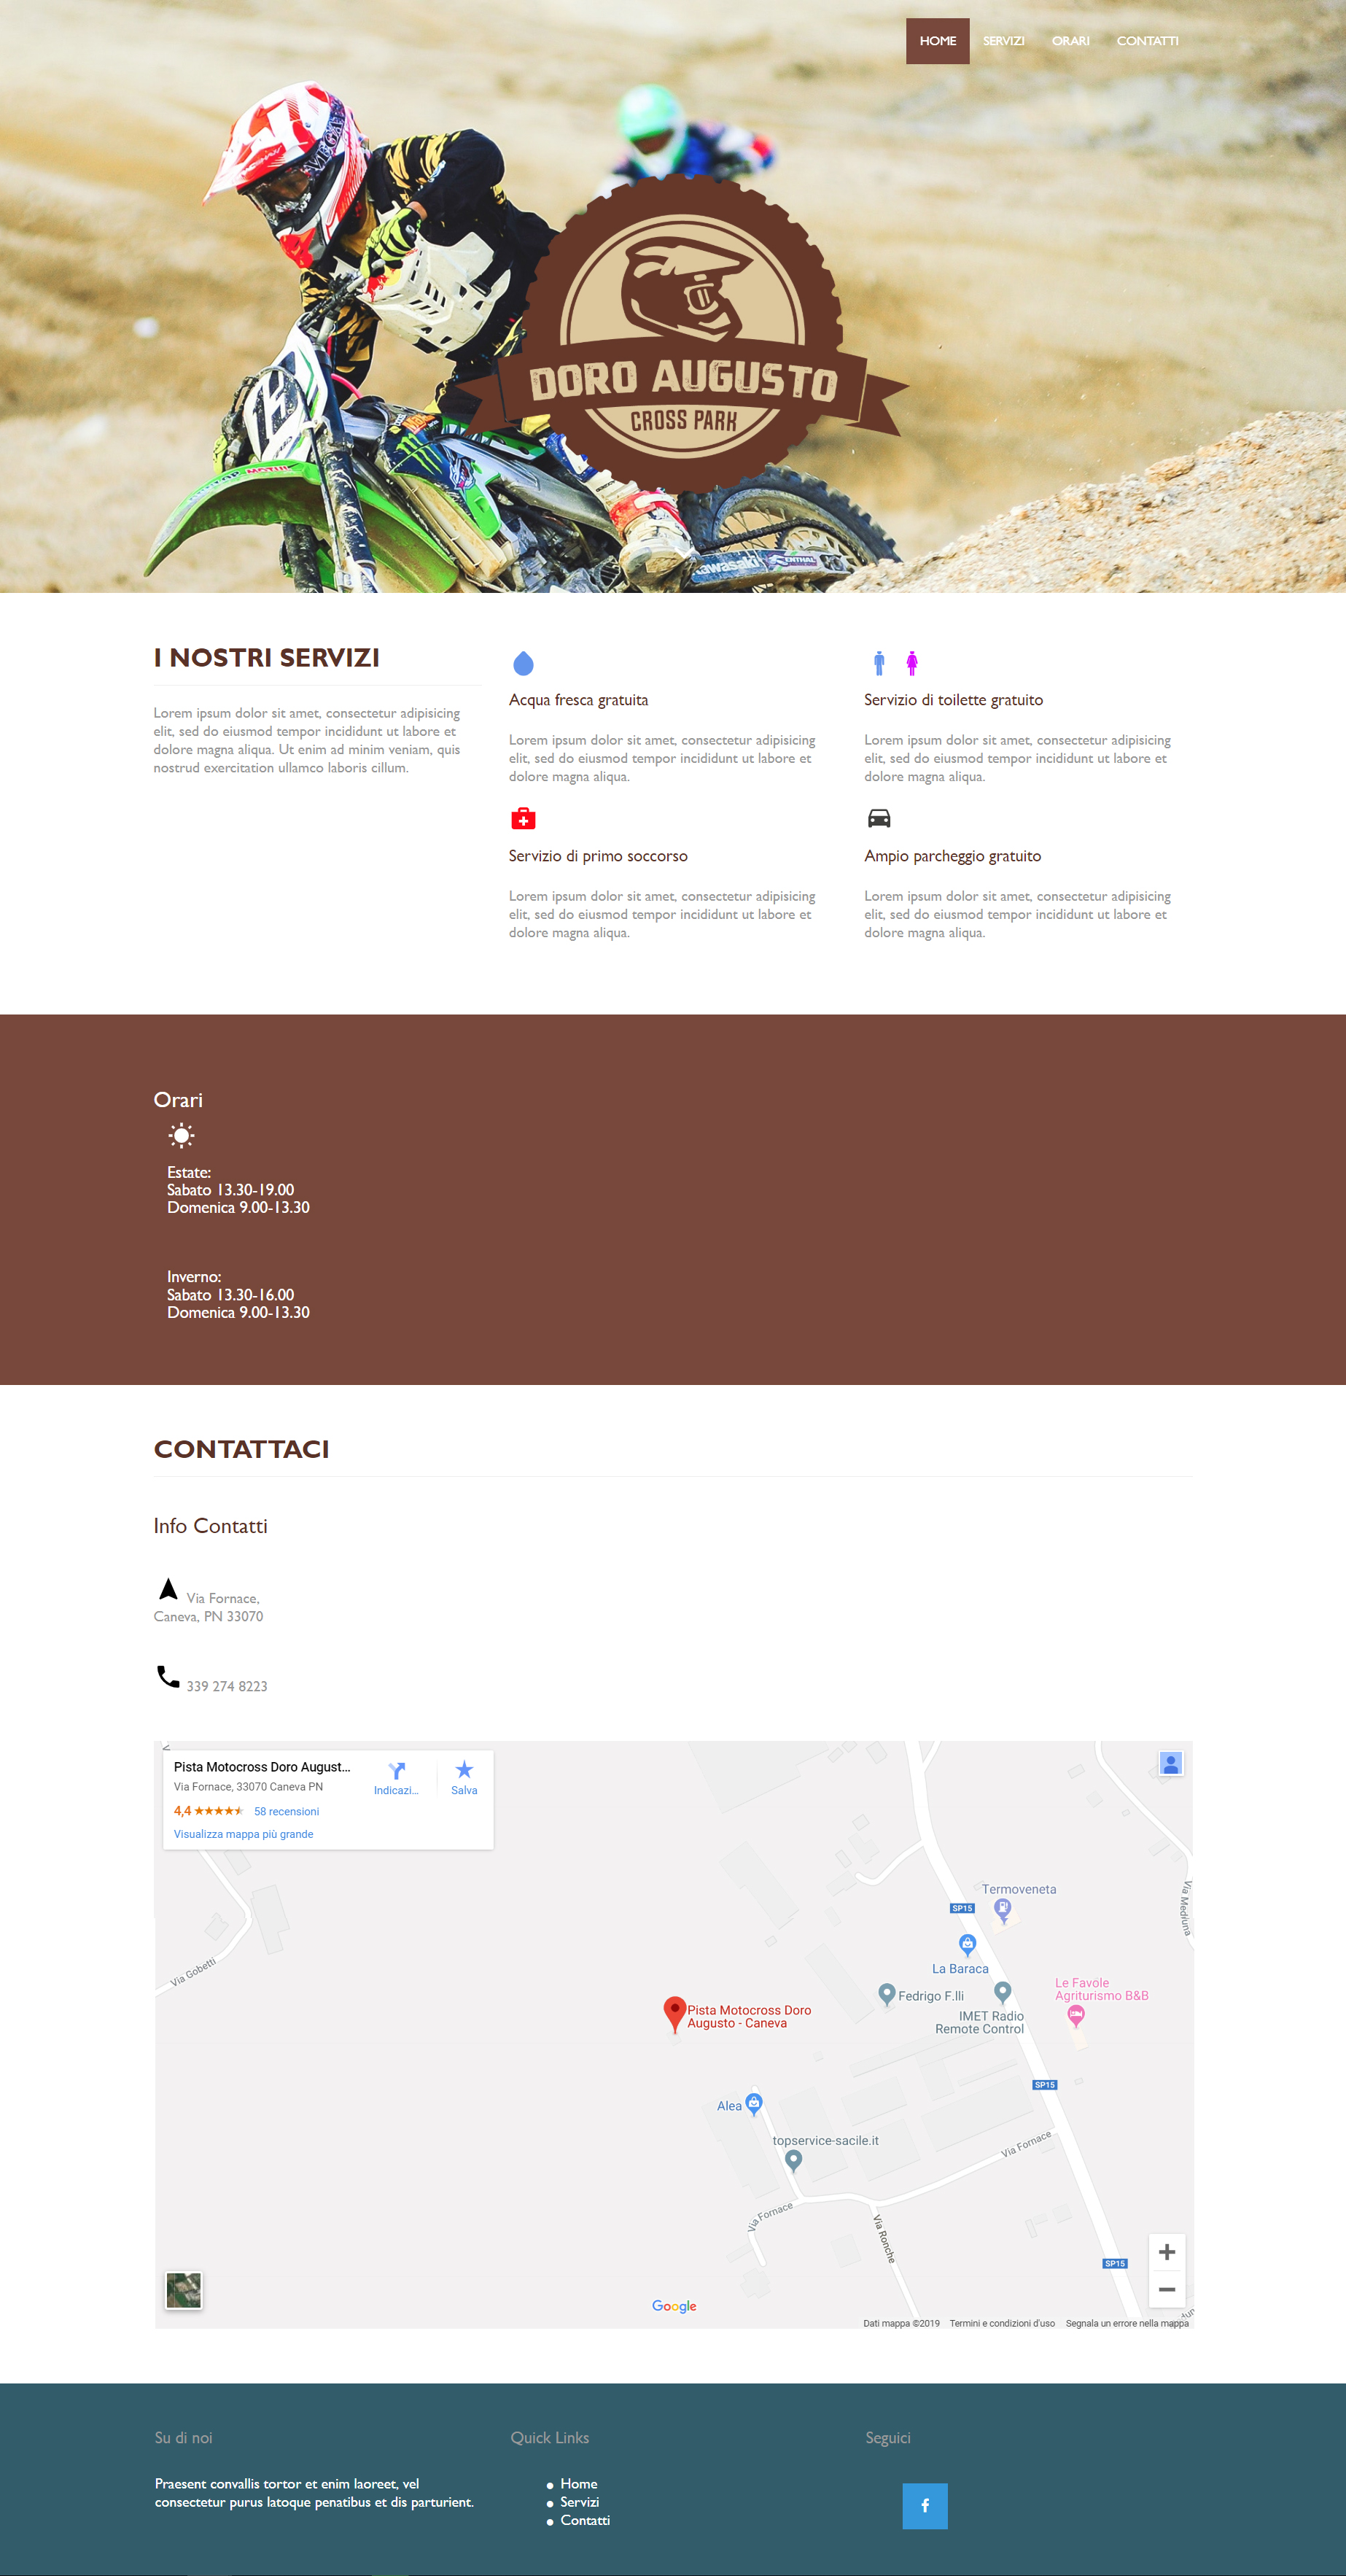 HOME SERVIZI ORARI CONTATTI
DORO AUGUSTO
CROSS PARK
Kawasaki
I NOSTRI SERVIZI
Lorem ipsum dolor sit amet, consectetur adipisicing
elit, sed do eiusmod tempor incididunt ut labore et
dolore magna aliqua. Ut enim ad minim veniam, quis
nostrud exercitation ullamco laboris cillum.
Acqua fresca gratuita
Lorem ipsum dolor sit amet, consectetur adipisicing
elit, sed do eiusmod tempor incididunt ut labore et
dolore magna aliqua.
Servizio di toilette gratuito
Lorem ipsum dolor sit amet, consectetur adipisicing
elit, sed do eiusmod tempor incididunt ut labore et
dolore magna aliqua.
Servizio di primo soccorso
Lorem ipsum dolor sit amet, consectetur adipisicing
elit, sed do eiusmod tempor incididunt ut labore et
dolore magna aliqua.
Ampio parcheggio gratuito
Lorem ipsum dolor sit amet, consectetur adipisicing
elit, sed do eiusmod tempor incididunt ut labore et
dolore magna aliqua.
Orari
Estate:
Sabato 13.30-19.00
Domenica 9.00-13.30
Inverno:
Sabato 13.30-16.00
Domenica 9.00-13.30
CONTATTACI
Info Contatti
Via Fornace,
Caneva, PN 33070
339 274 8223
Pista Motocross Doro August...
Via Fornace, 33070 Caneva PN
4,4
58 recensioni
Visualizza mappa più grande
Indicazi...
Salva
Termoveneta
SP15
Via Mediuna
La Baraca
Via Gobetti
Le Favole
Agriturismo B&B
Fedrigo F.lli
Pista Motocross Doro
Augusto - Caneva
IMET Radio
Remote Control
SP15
Alea
topservice-sacile.it
Via Fornace
Via Fornace
Via Ronche
SP15
Google
Dati mappa ©2019 Termini e condizioni d'uso Segnala un errore nella mappa
Su di noi
Praesent convallis tortor et enim laoreet, vel
consectetur purus latoque penatibus et dis parturient.
Quick Links
Home
Servizi
Contatti
Seguici